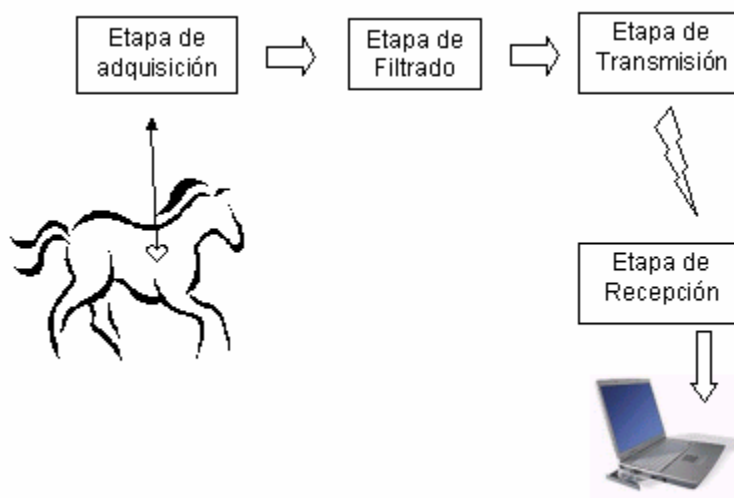 Etapa de
adquisición
Etapa de
Filtrado
Etapa de
Transmisión
Etapa de
Recepción